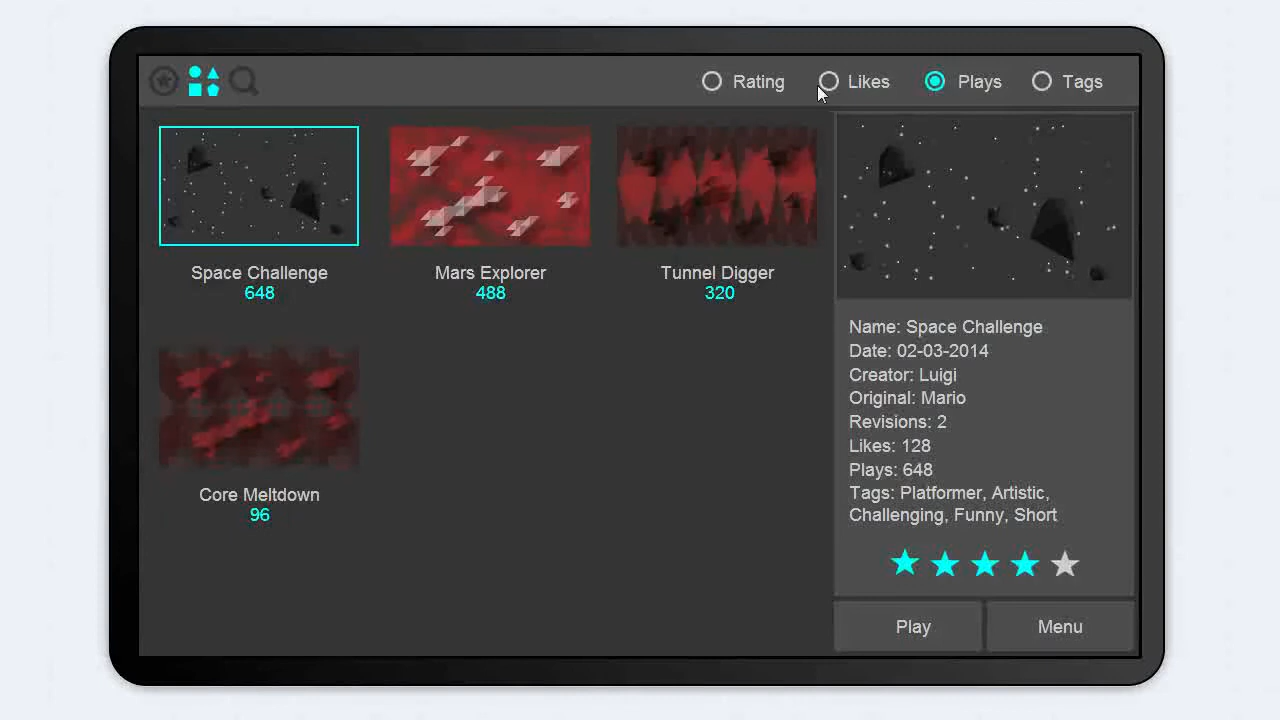 Rating Likes Plays Tags
Space Challenge
648
Mars Explorer
488
Tunnel Digger
320
Core Meltdown
96
Name: Space Challenge
Date: 02-03-2014
Creator: Luigi
Original: Mario
Revisions: 2
Likes: 128
Plays: 648
Tags: Platformer, Artistic,
Challenging, Funny, Short
Play Menu